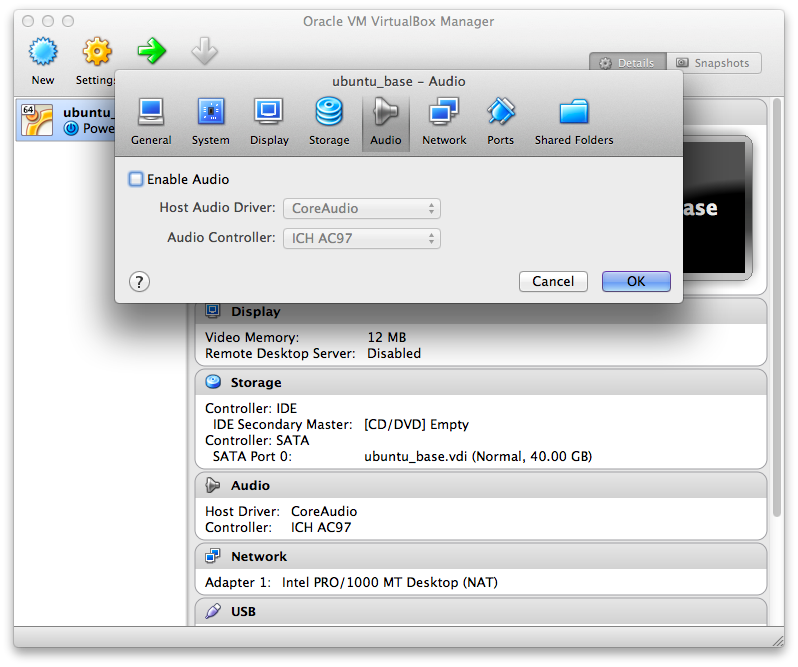 Oracle VM VirtualBox Manager
New
Settings
Details
Snapshots
64
ubuntu_
Powe
ubuntu_base – Audio
General
System
Display
Storage
Audio
Network
Ports
Shared Folders
Enable Audio
Host Audio Driver: CoreAudio
Audio Controller: ICH AC97
?
Cancel
OK
ase
Display
Video Memory: 12 MB
Remote Desktop Server: Disabled
Storage
Controller: IDE
IDE Secondary Master: [CD/DVD] Empty
Controller: SATA
SATA Port 0: ubuntu_base.vdi (Normal, 40.00 GB)
Audio
Host Driver: CoreAudio
Controller: ICH AC97
Network
Adapter 1: Intel PRO/1000 MT Desktop (NAT)
USB